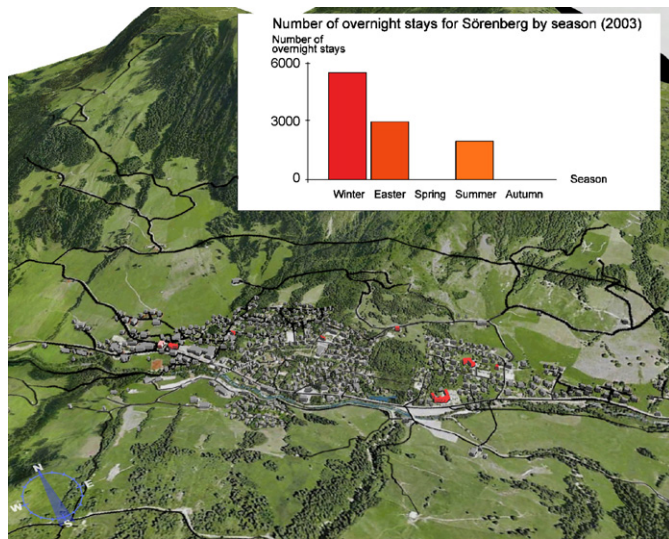 Number of overnight stays for Sörenberg by season (2003)
Number of
overnight stays
6000
3000
0
Season
Winter Easter Spring Summer Autumn
N
E
W
S